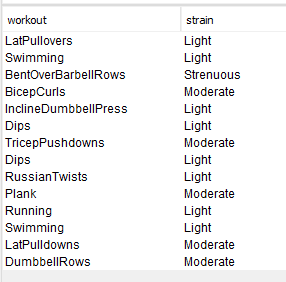 workout strain
LatPullovers Light
Swimming Light
BentOverBarbellRows Strenuous
BicepCurls Moderate
InclineDumbbellPress Light
Dips Light
TricepPushdowns Moderate
Dips Light
RussianTwists Light
Plank Moderate
Running Light
Swimming Light
LatPulldowns Moderate
DumbbellRows Moderate